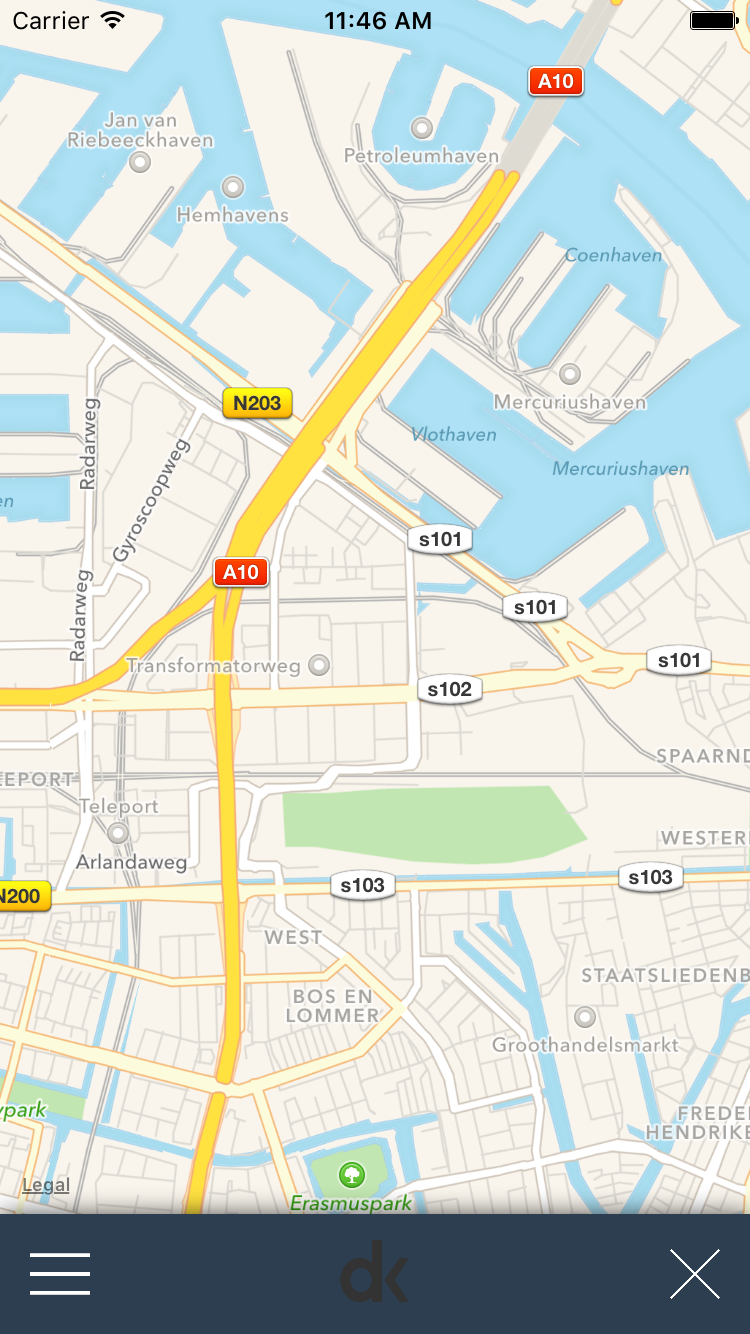 Carrier 11:46 AM
A10
Jan van
Riebeeckhaven
Petroleumhaven
Hemhavens
Coenhaven
N203
Mercuriushaven
Radarweg
Vlothaven
Gyroscoopweg
Mercuriushaven
en
s101
A10
s101
Radarweg
s101
Transformatorweg
s102
SPAARND
EPORT
Teleport
WESTER
Arlandaweg
s103
s103
N200
WEST
STAATSLIEDENB
BOS EN
LOMMER
Groothandelsmarkt
park
FREDE
HENDRIKE
Legal
Erasmuspark
dk